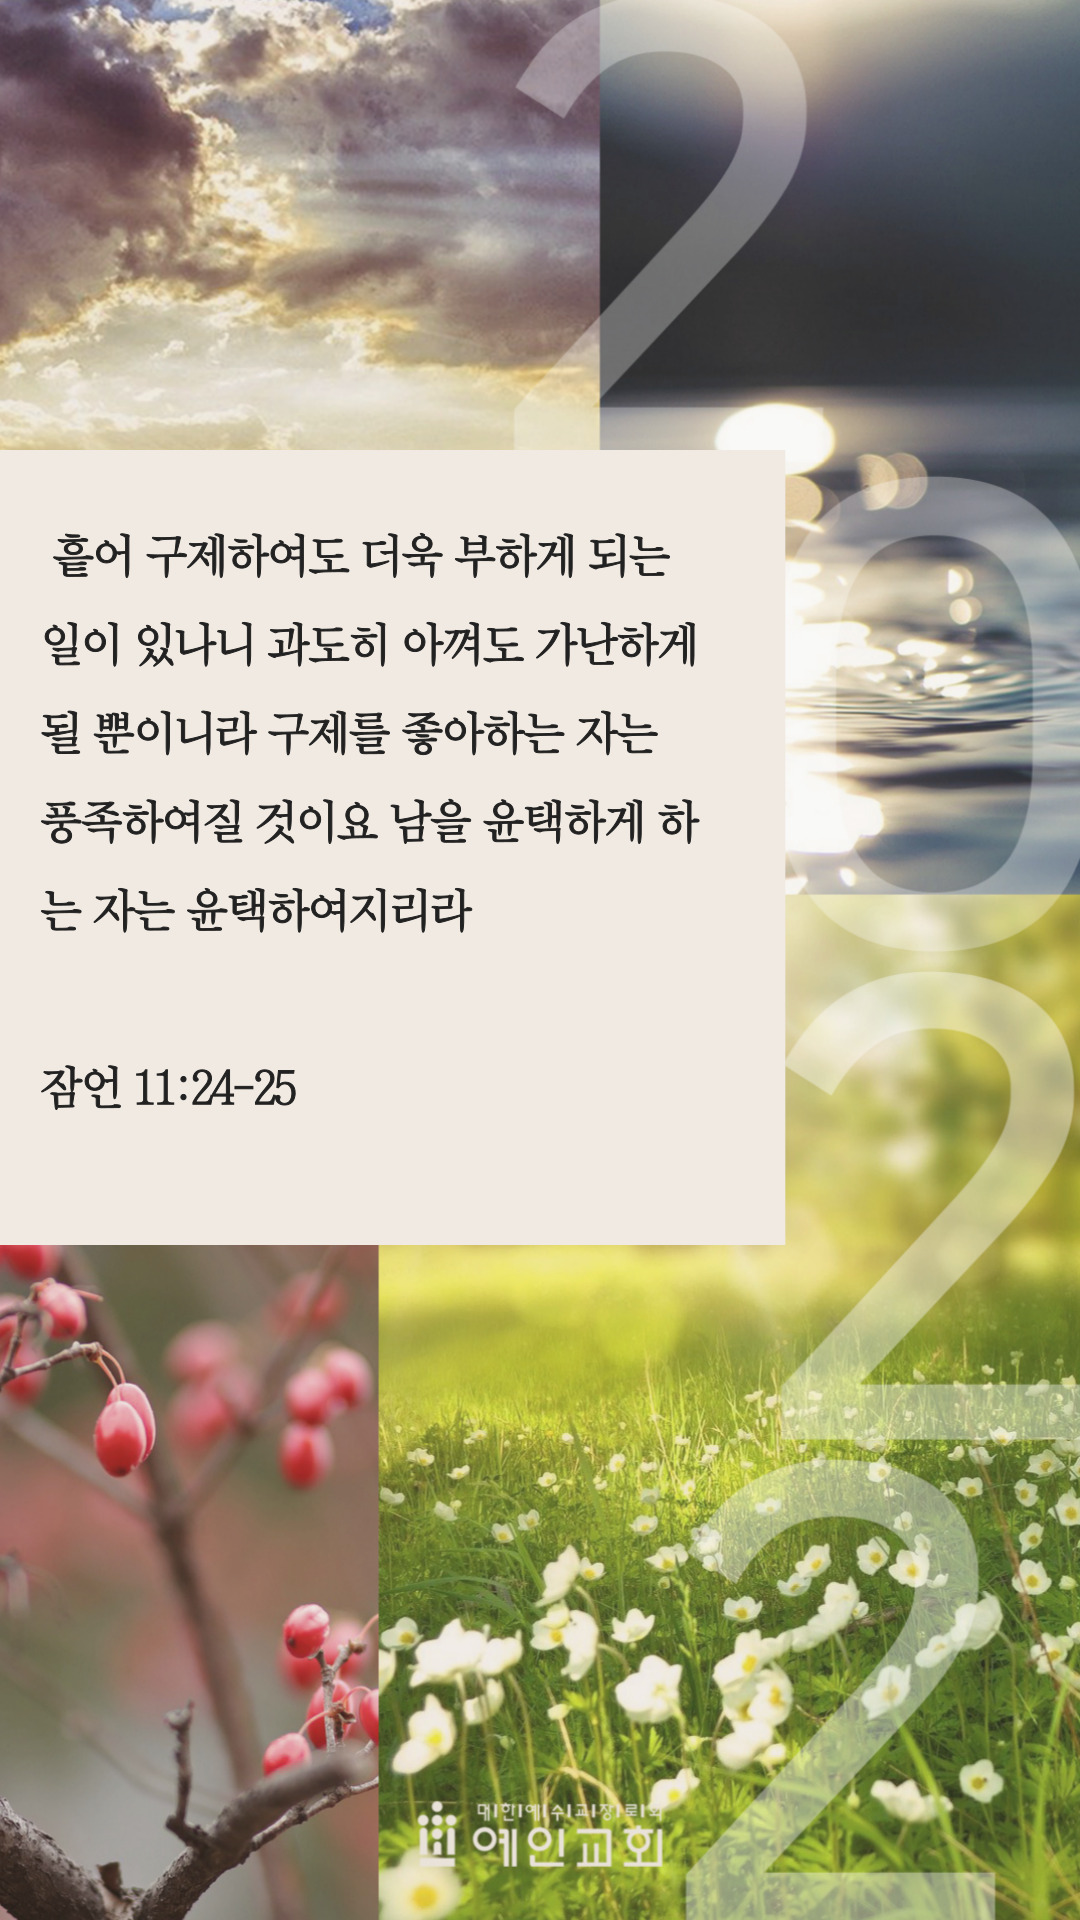 흩어 구제하여도 더욱 부하게 되는
일이 있나니 과도히 아껴도 가난하게
될 뿐이니라 구제를 좋아하는 자는
풍족하여질 것이요 남을 윤택하게 하
는 자는 윤택하여지리라
잠언 11:24-25
2
0
2
2
대한예수교장로회
예인교회